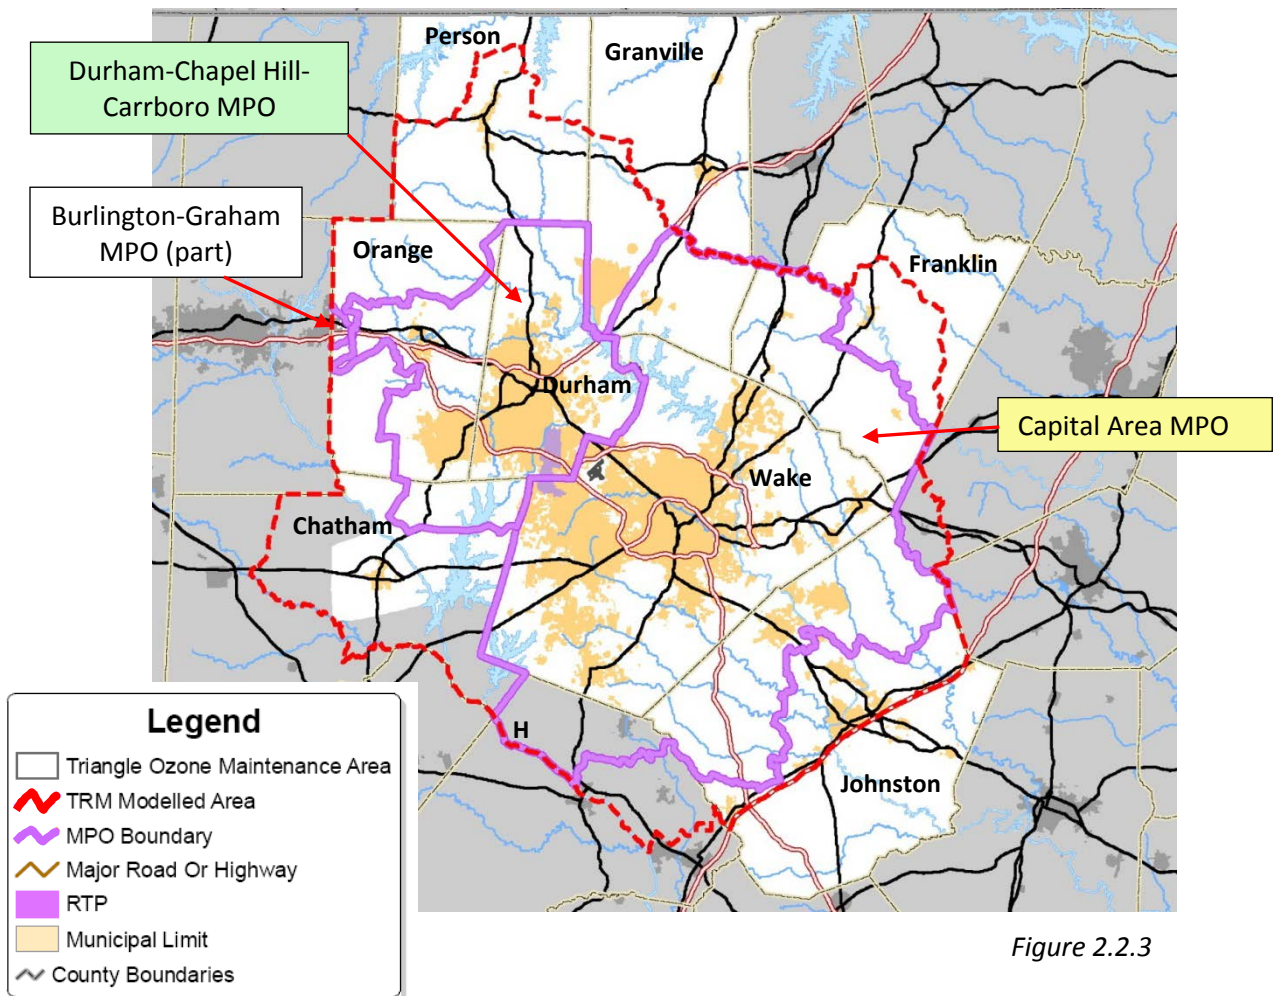 Person
Granville
Durham-Chapel Hill-
Carrboro MPO
Burlington-Graham
MPO (part)
Orange
Franklin
Durham
Capital Area MPO
Wake
Chatham
H
Johnston
Legend
Triangle Ozone Maintenance Area
TRM Modelled Area
MPO Boundary
Major Road Or Highway
RTP
Municipal Limit
County Boundaries
Figure 2.2.3